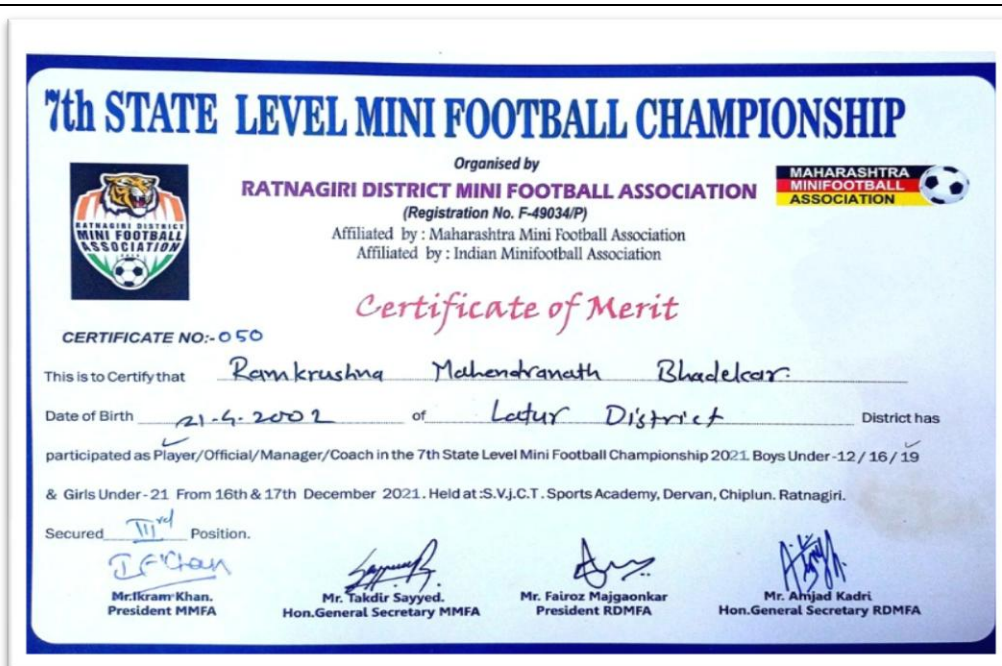 7th STATE LEVEL MINI FOOTBALL CHAMPIONSHIP
Organised by
RATNAGIRI DISTRICT MINI FOOTBALL ASSOCIATION
(Registration No. F-49034/P)
Affiliated by : Maharashtra Mini Football Association
Affiliated by : Indian Minifootball Association
RATNAGIRI DISTRICT
MINI FOOTBALL
ASSOCIATION
MAHARASHTRA
MINIFOOTBALL
ASSOCIATION
Certificate of Merit
CERTIFICATE NO:- 050
This is to Certify that Ramkrushna Mahendranath Bhadekar.
Date of Birth 21-4-2002 of Latur District District has
participated as Player/Official/Manager/Coach in the 7th State Level Mini Football Championship 2021 Boys Under-12 / 16 / 19
& Girls Under-21 From 16th & 17th December 2021. Held at :S.V.j.C.T. Sports Academy, Dervan, Chiplun. Ratnagiri.
Secured IIIrd Position.
Mr.Ikram Khan. Mr. Takdir Sayyed. Mr. Fairoz Majgaonkar Mr. Amjad Kadri
President MMFA Hon.General Secretary MMFA President RDMFA Hon.General Secretary RDMFA